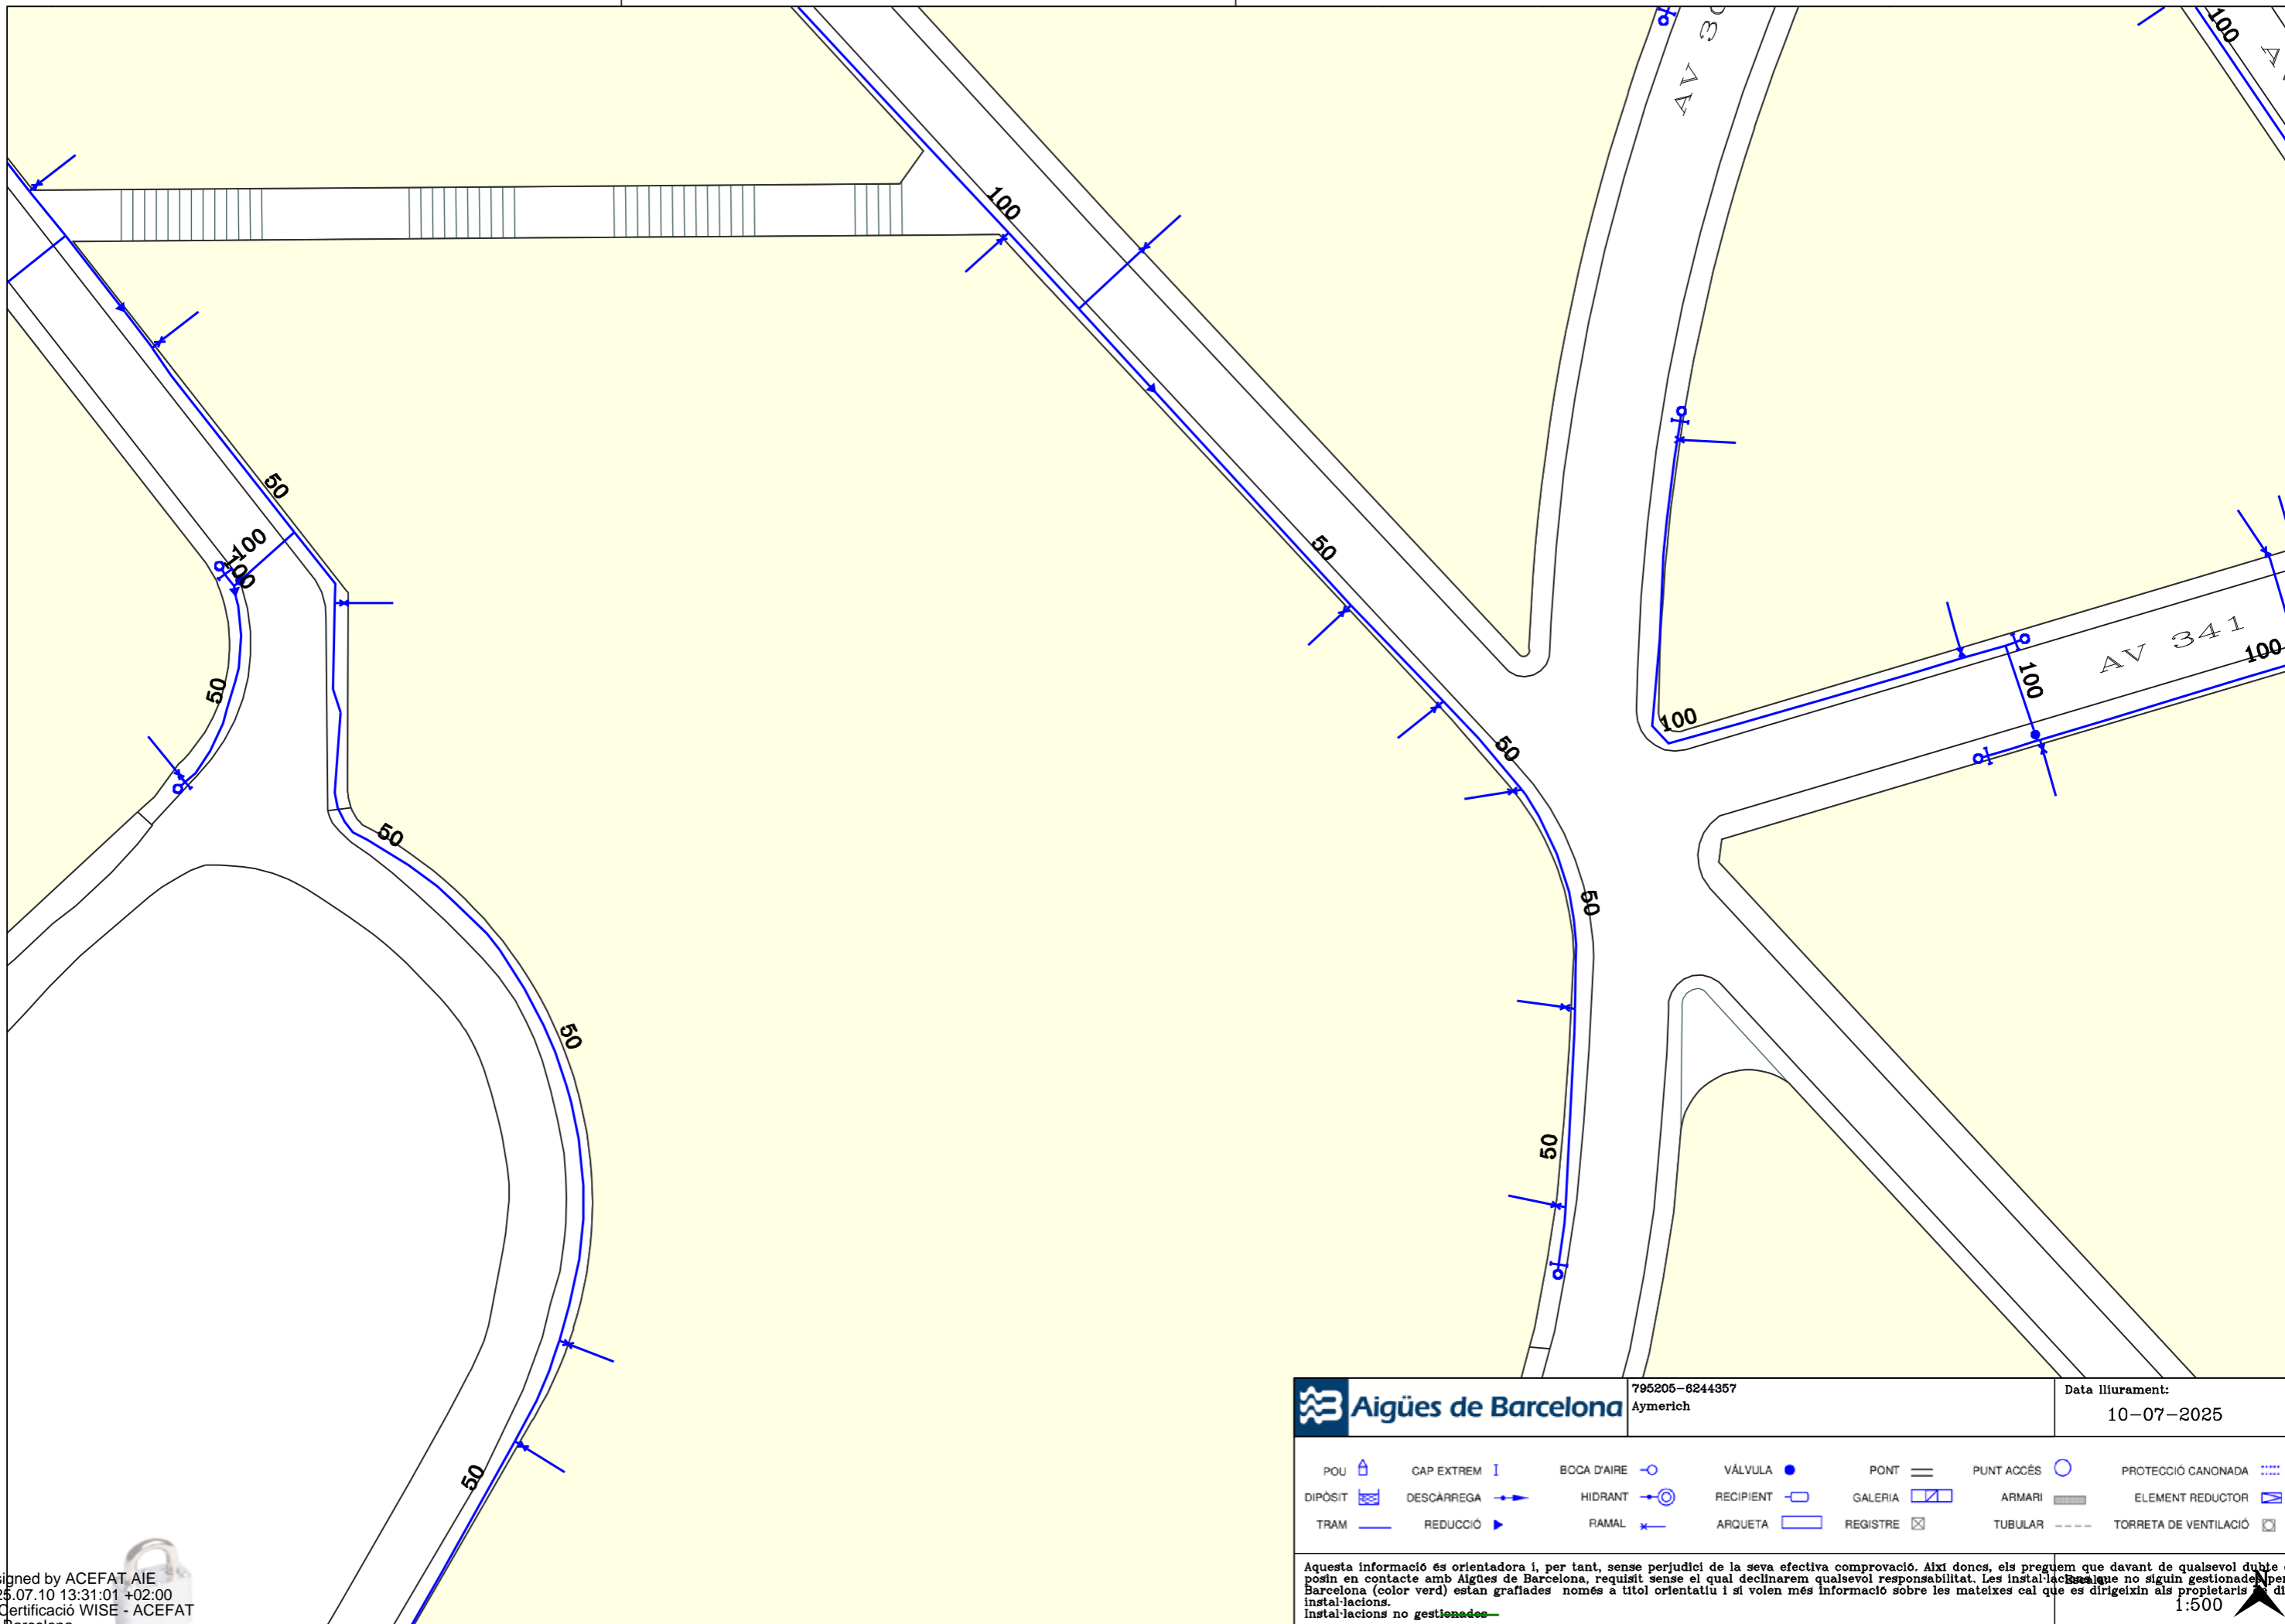 100
AV 30
100
50
50
100
100
50
50
50
50
50
50
50
100
100
AV 341
100
Aigües de Barcelona
795205-6244357
Aymerich
Data lliurament:
10-07-2025
POU CAP EXTREM BOCA D'AIRE VÁLVULA PONT PUNT ACCÉS PROTECCIÓ CANONADA
DIPÒSIT DESCÀRREGA HIDRANT RECIPIENT GALERIA ARMARI ELEMENT REDUCTOR
TRAM REDUCCIÓ RAMAL ARQUETA REGISTRE TUBULAR TORRETA DE VENTILACIÓ
Aquesta informació és orientadora i, per tant, sense perjudici de la seva efectiva comprovació. Així doncs, els preguem que davant de qualsevol dubte
posin en contacte amb Aigües de Barcelona, requisit sense el qual declinarem qualsevol responsabilitat. Les instal·lacions que no siguin gestionades per
Barcelona (color verd) estan grafiades només a títol orientatiu i si volen més informació sobre les mateixes cal que es dirigeixin als propietaris
instal·lacions.
Instal·lacions no gestionades
Escala:
1:500
N
signed by ACEFAT AIE
25.07.10 13:31:01 +02:00
Certificació WISE - ACEFAT
Barcelona